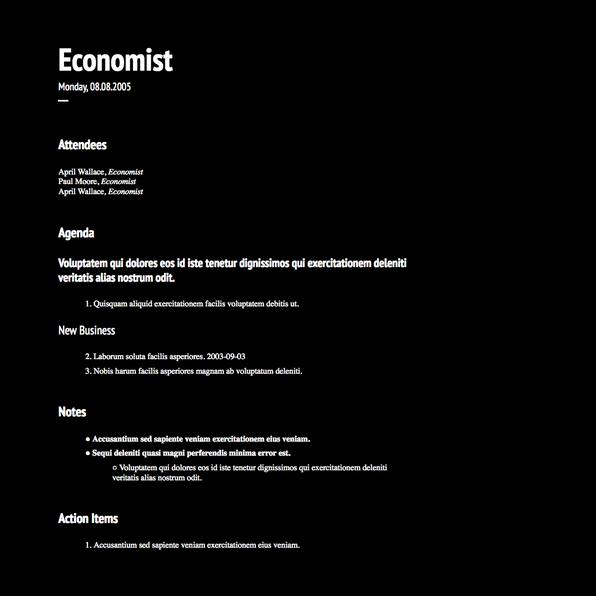 Economist
Monday, 08.08.2005
Attendees
April Wallace, Economist
Paul Moore, Economist
April Wallace, Economist
Agenda
Voluptatem qui dolores eos id iste tenetur dignissimos qui exercitationem deleniti
veritatis alias nostrum odit.
1. Quisquam aliquid exercitationem facilis voluptatem debitis ut.
New Business
2. Laborum soluta facilis asperiores. 2003-09-03
3. Nobis harum facilis asperiores magnam ab voluptatum deleniti.
Notes
● Accusantium sed sapiente veniam exercitationem eius veniam.
● Sequi deleniti quasi magni perferendis minima error est.
○ Voluptatem qui dolores eos id iste tenetur dignissimos qui exercitationem deleniti
veritatis alias nostrum odit.
Action Items
1. Accusantium sed sapiente veniam exercitationem eius veniam.